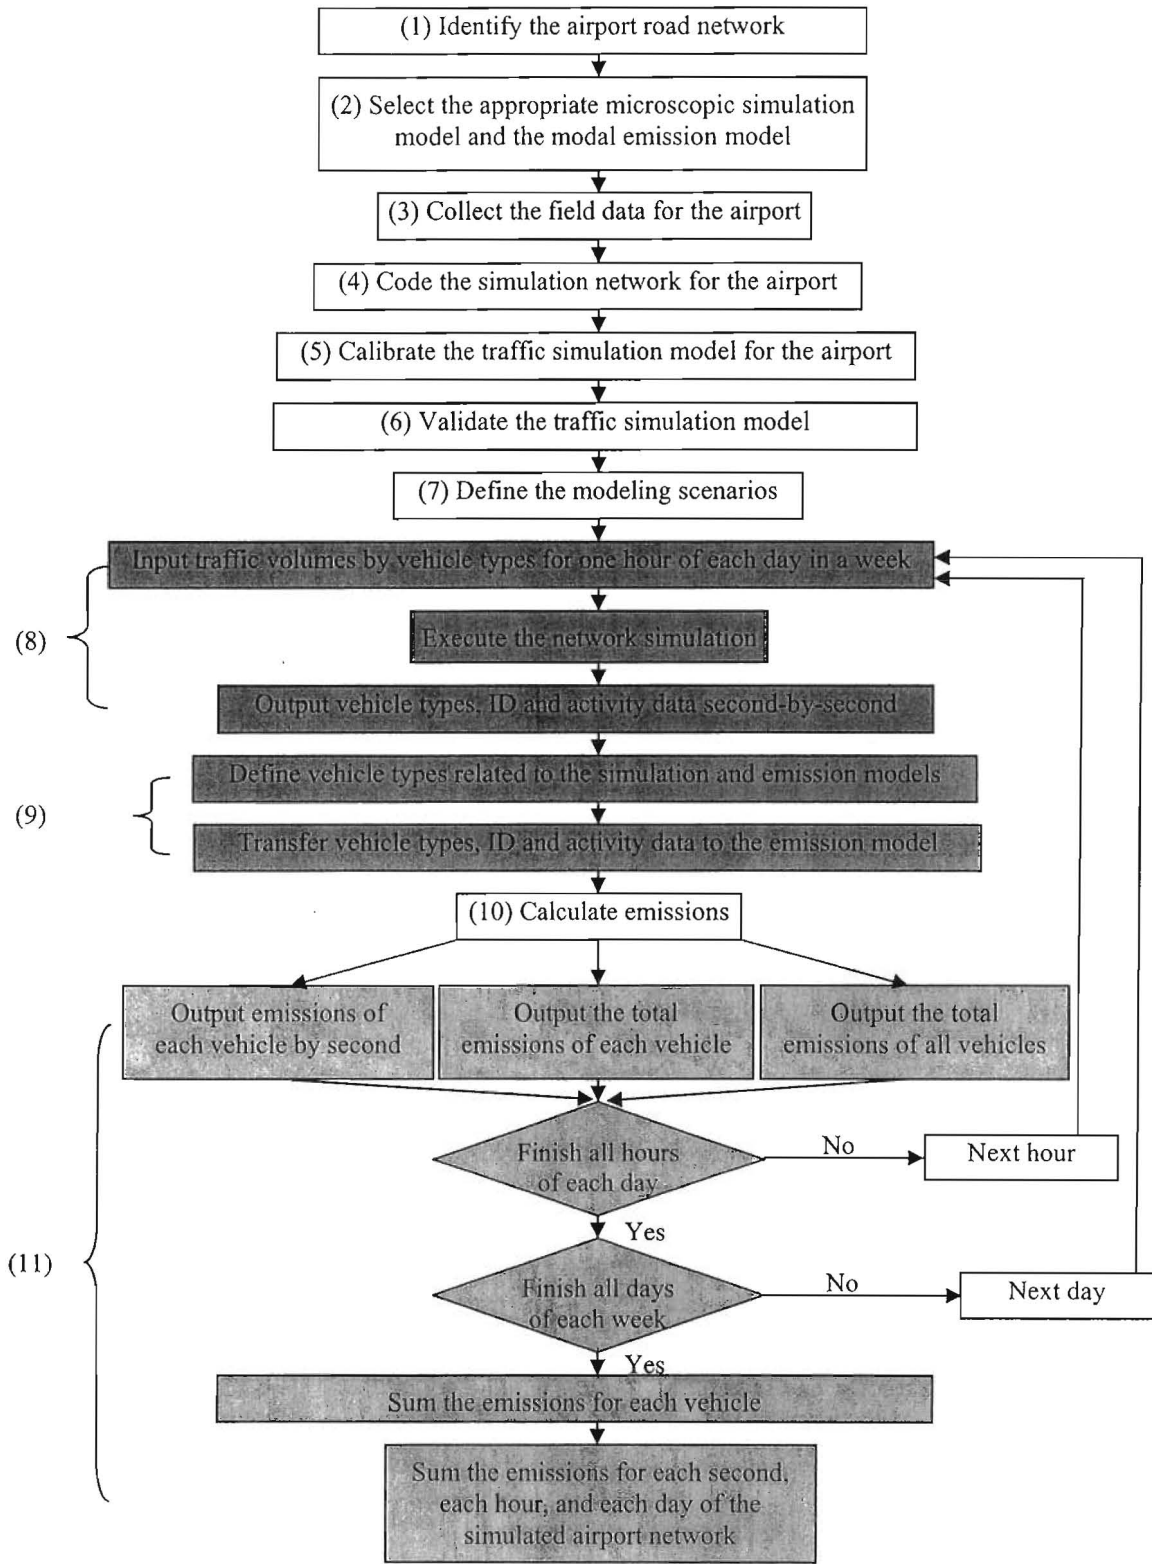 (1) Identify the airport road network
(2) Select the appropriate microscopic simulation
model and the modal emission model
(3) Collect the field data for the airport
(4) Code the simulation network for the airport
(5) Calibrate the traffic simulation model for the airport
(6) Validate the traffic simulation model
(7) Define the modeling scenarios
(8)
Input traffic volumes by vehicle types for one hour of each day in a week
Execute the network simulation
Output vehicle types, ID and activity data second-by-second
(9)
Define vehicle types related to the simulation and emission models
Transfer vehicle types, ID and activity data to the emission model
(10) Calculate emissions
(11)
Output emissions of
each vehicle by second
Output the total
emissions of each vehicle
Output the total
emissions of all vehicles
Finish all hours
of each day
No
Next hour
Yes
Finish all days
of each week
No
Next day
Yes
Sum the emissions for each vehicle
Sum the emissions for each second,
each hour, and each day of the
simulated airport network